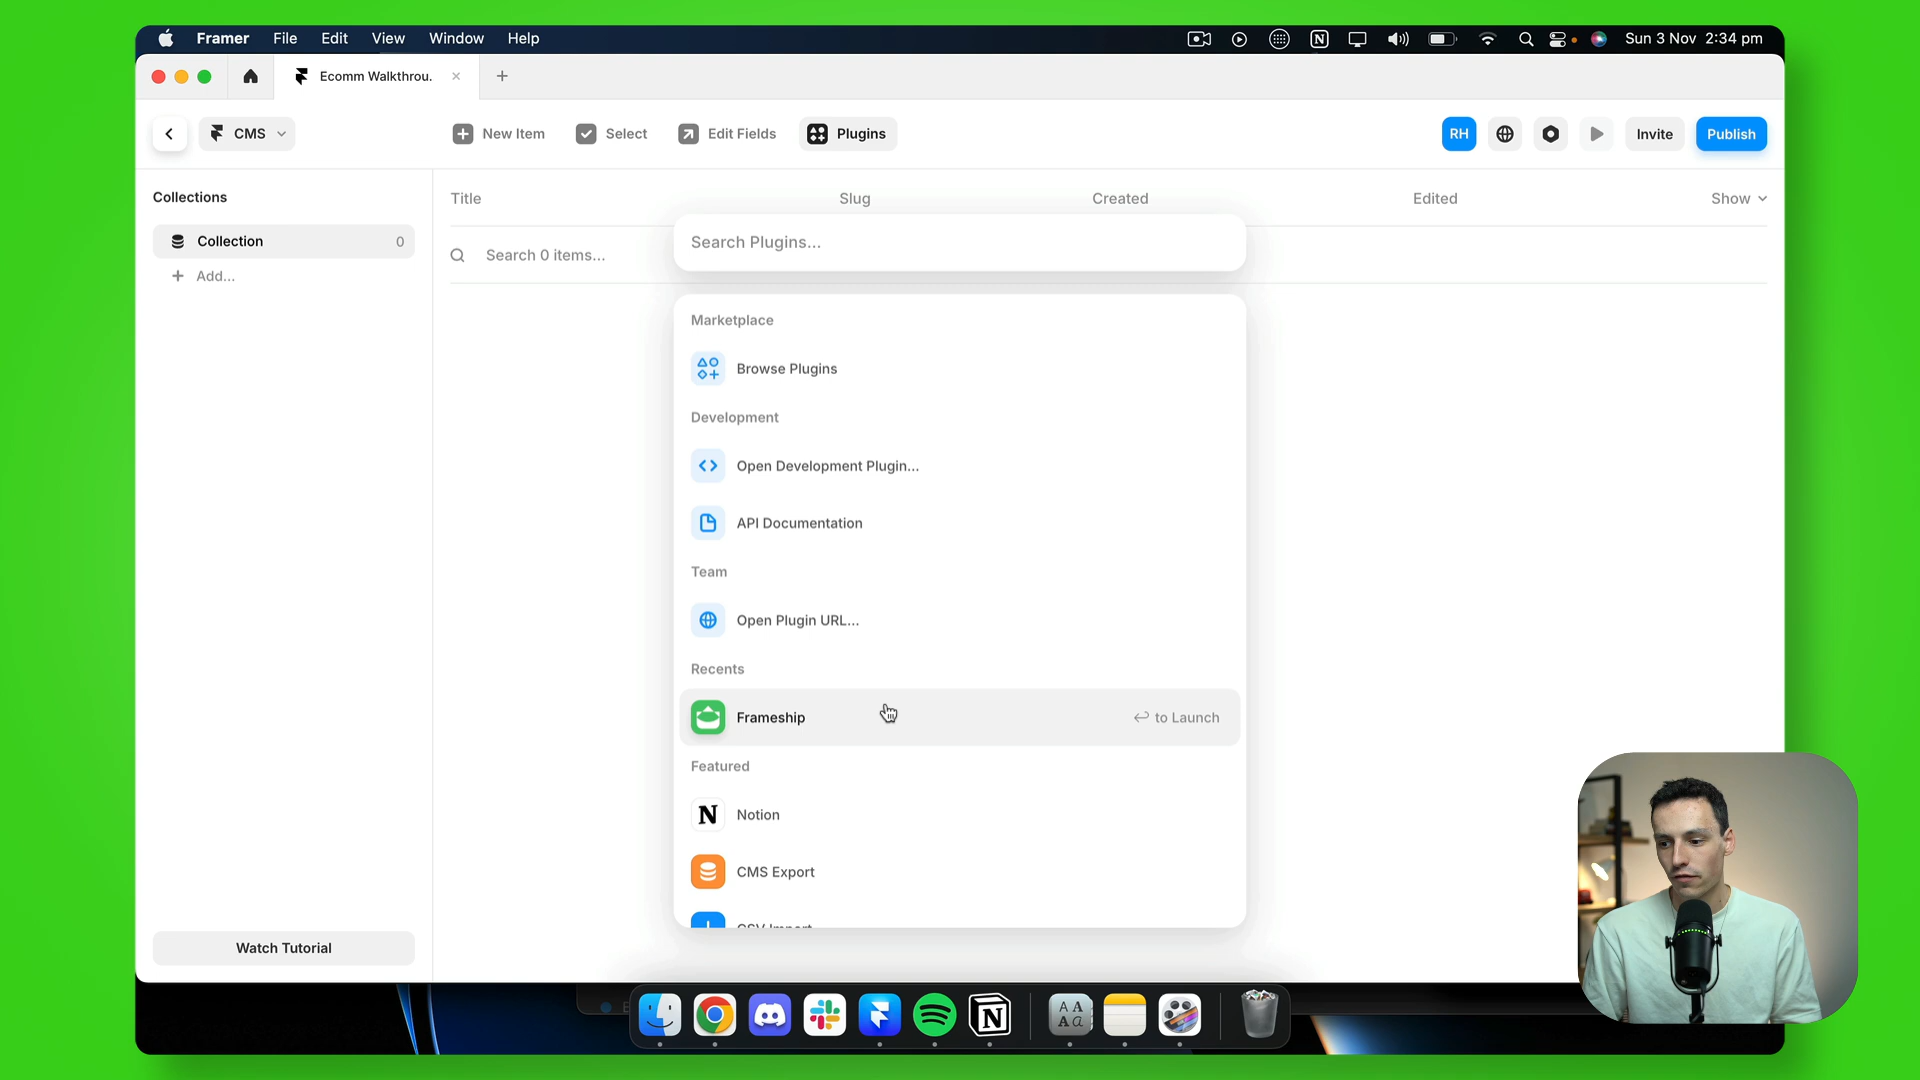 Framer File Edit View Window Help
Sun 3 Nov 2:34 pm
Ecomm Walkthrou.
CMS
New Item
Select
Edit Fields
Plugins
RH
Invite
Publish
Collections
Title
Slug
Created
Edited
Show
Collection 0
Add...
Search 0 items...
Search Plugins...
Marketplace
Browse Plugins
Development
Open Development Plugin...
API Documentation
Team
Open Plugin URL...
Recents
Frameship
to Launch
Featured
Notion
CMS Export
CSV Import
Watch Tutorial